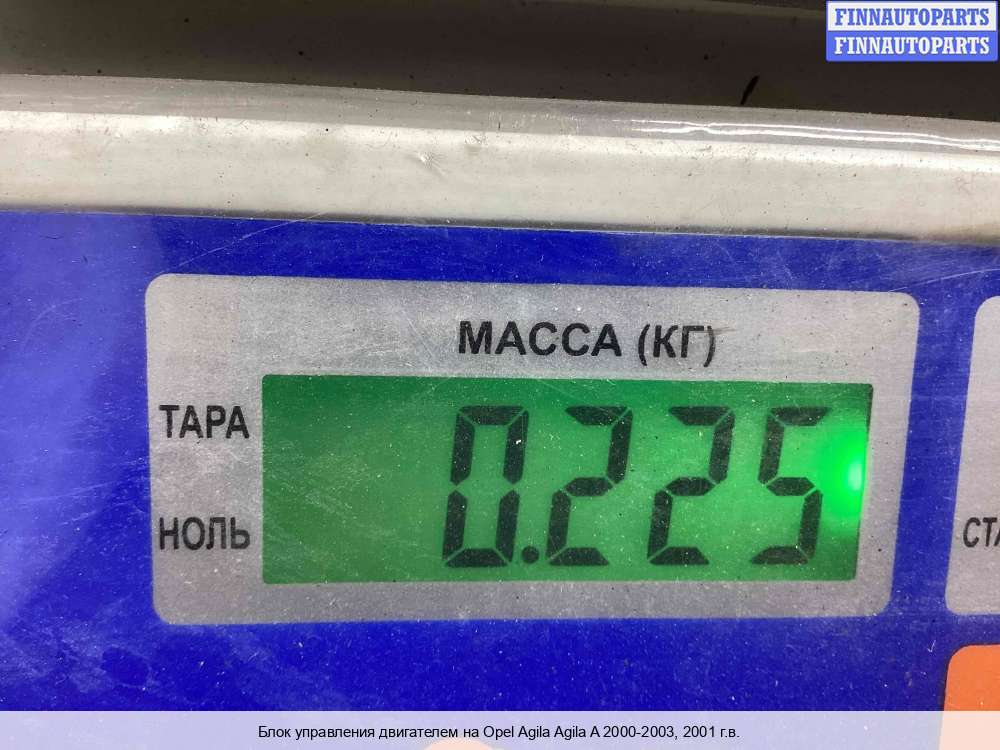 FINNAUTOPARTS
FINNAUTOPARTS
МАССА (КГ)
ТАРА
0.225
НОЛЬ
Блок управления двигателем на Opel Agila Agila A 2000-2003, 2001 г.в.